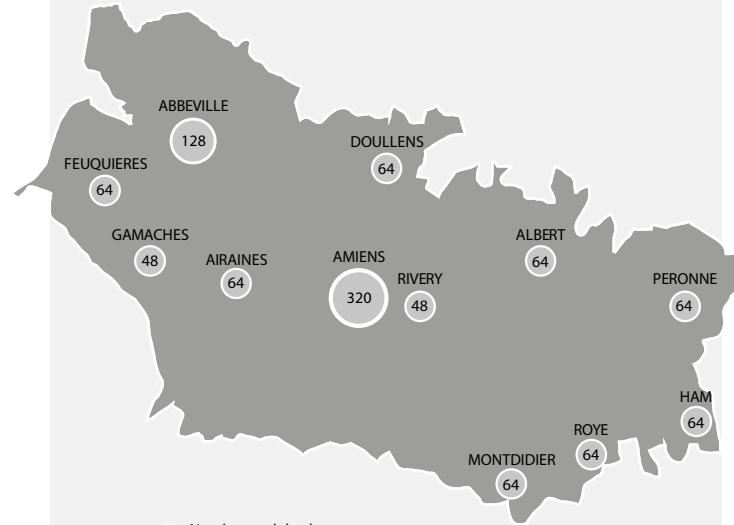 ABBEVILLE
128
DOULLENS
64
FEUQUIERES
64
GAMACHES
48
AIRAINES
64
AMIENS
320
RIVERY
48
ALBERT
64
PERONNE
64
HAM
64
ROYE
64
MONTDIDIER
64